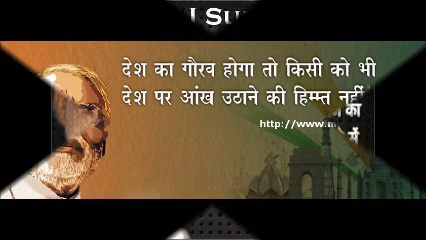 I SU
देश का गौरव होगा तो किसी को भी
देश पर आंख उठाने की हिम्मत नहीं
का
http://www.m
में